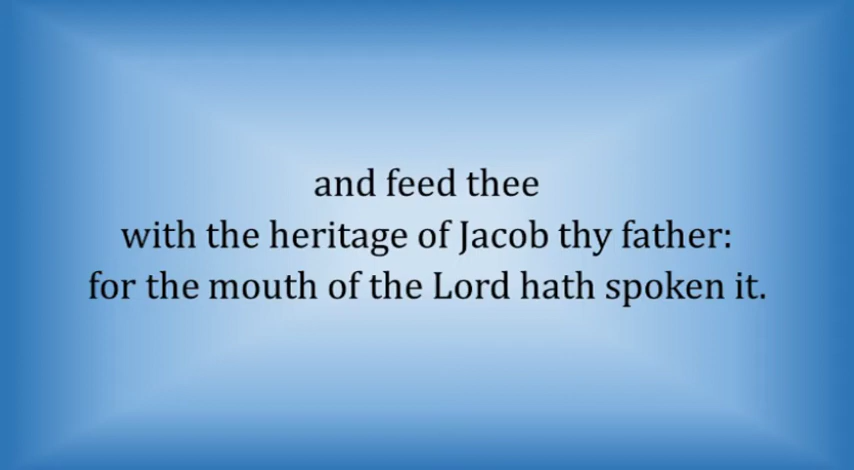 and feed thee
with the heritage of Jacob thy father:
for the mouth of the Lord hath spoken it.